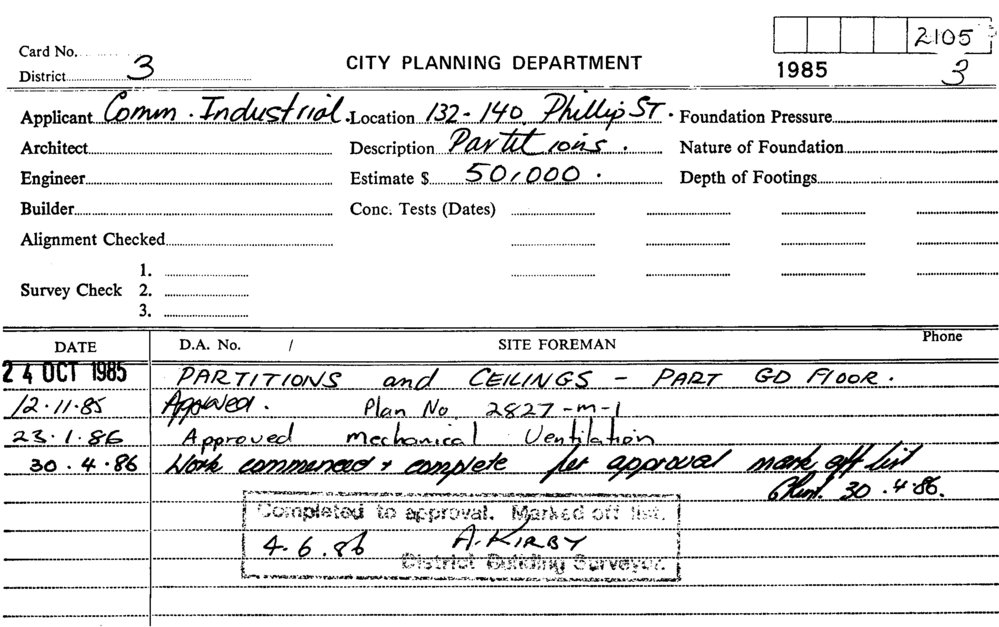 2105
Card No.
District 3
CITY PLANNING DEPARTMENT
1985 3
Applicant Comm. Industrial. Location 132-140 Phillip ST. Foundation Pressure
Architect Description Partitions. Nature of Foundation
Engineer Estimate $ 50,000. Depth of Footings
Builder Conc. Tests (Dates)
Alignment Checked
1.
Survey Check 2.
3.
DATE D.A. No. / SITE FOREMAN Phone
24 OCT 1985 PARTITIONS and CEILINGS - PART GD FLOOR.
12.11.85 Approved. Plan No. 2827-m-1
23.1.86 Approved mechanical Ventilation
30.4.86 Work commenced & complete per approval mark off list
30.4.86.
Completed to approval. Marked off list.
4.6.86 A. KIRBY
District Building Surveyor.